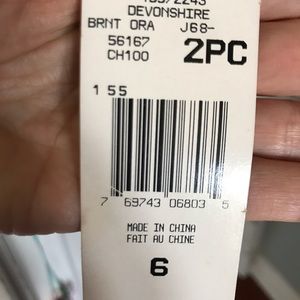 DEVONSHIRE
BRNT ORA J68-
56167 2PC
CH100
1 55
7 69743 06803 5
MADE IN CHINA
FAIT AU CHINE
6